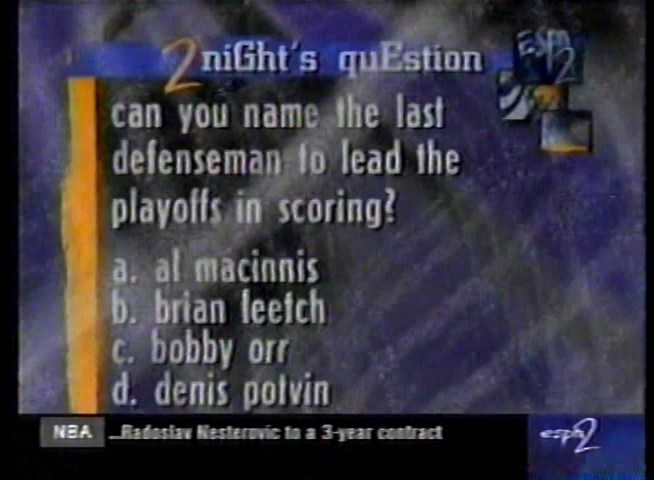 2niGht's quEstion
ESPN2
can you name the last
defenseman to lead the
playoffs in scoring?
a. al macinnis
b. brian leetch
c. bobby orr
d. denis potvin
NBA ...Radoslav Nesterovic to a 3-year contract
espn2